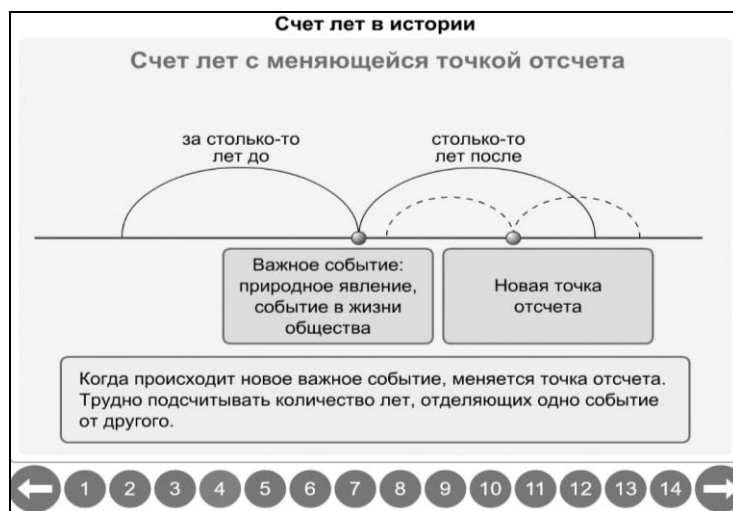 Счет лет в истории
Счет лет с меняющейся точкой отсчета
за столько-то
лет до
столько-то
лет после
Важное событие:
природное явление,
событие в жизни
общества
Новая точка
отсчета
Когда происходит новое важное событие, меняется точка отсчета.
Трудно подсчитывать количество лет, отделяющих одно событие
от другого.
1 2 3 4 5 6 7 8 9 10 11 12 13 14